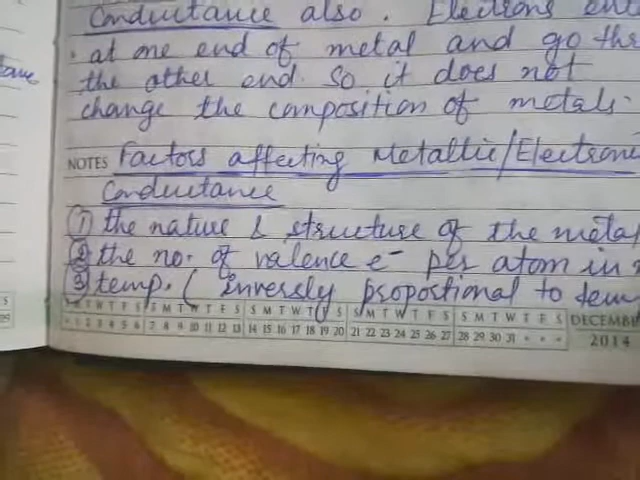 Conductance also. Electrons
at one end of metal and go
the other end. So it does not
change the composition of metals.
NOTES Factors affecting Metallic/Electronic
Conductance
① the nature & structure of the metal
② the no. of valence e⁻ per atom in
③ temp. ( Inversly propostional to tem
S M T W T F S S M T W T F S S M T W T F S S M T W T F S
1 2 3 4 5 6 7 8 9 10 11 12 13 14 15 16 17 18 19 20 21 22 23 24 25 26 27 28 29 30 31 • • •
DECEMBER
2014